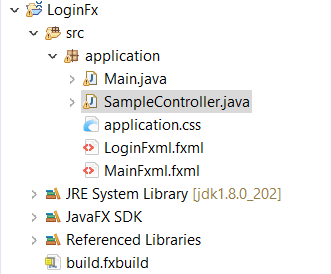 LoginFx
src
application
Main.java
SampleController.java
application.css
LoginFxml.fxml
MainFxml.fxml
JRE System Library [jdk1.8.0_202]
JavaFX SDK
Referenced Libraries
build.fxbuild